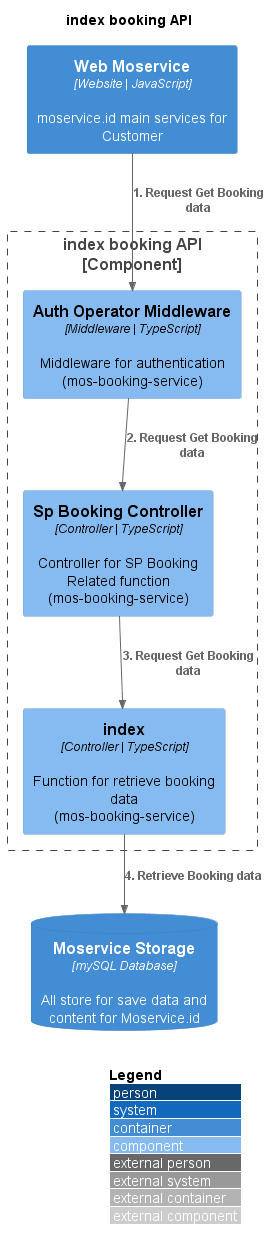 index booking API
Web Moservice
[Website | JavaScript]
moservice.id main services for
Customer
1. Request Get Booking
data
index booking API
[Component]
Auth Operator Middleware
[Middleware | TypeScript]
Middleware for authentication
(mos-booking-service)
2. Request Get Booking
data
Sp Booking Controller
[Controller | TypeScript]
Controller for SP Booking
Related function
(mos-booking-service)
3. Request Get Booking
data
index
[Controller | TypeScript]
Function for retrieve booking
data
(mos-booking-service)
4. Retrieve Booking data
Moservice Storage
[mySQL Database]
All store for save data and
content for Moservice.id
Legend
person
system
container
component
external person
external system
external container
external component